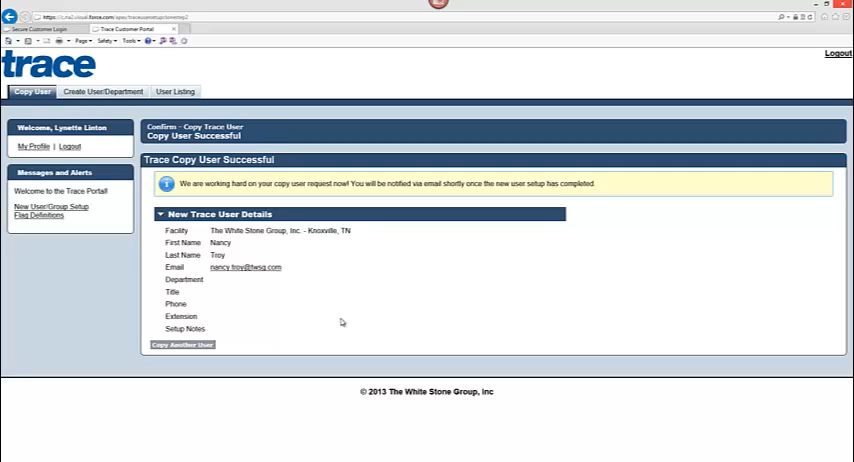 Secure Customer Login
Trace Customer Portal
x
Page
Safety
Tools
Logout
trace
Copy User
Create User/Department
User Listing
Welcome, Lynette Linton
My Profile | Logout
Messages and Alerts
Welcome to the Trace Portal!
New User/Group Setup
Flag Definitions
Confirm - Copy Trace User
Copy User Successful
Trace Copy User Successful
We are working hard on your copy user request now! You will be notified via email shortly once the new user setup has completed.
New Trace User Details
Facility The White Stone Group, Inc. - Knoxville, TN
First Name Nancy
Last Name Troy
Email nancy.troy@twsg.com
Department
Title
Phone
Extension
Setup Notes
Copy Another User
© 2013 The White Stone Group, Inc